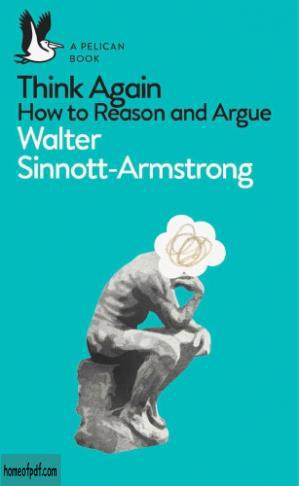 A PELICAN
BOOK
Think Again
How to Reason and Argue
Walter
Sinnott-Armstrong
homeofpdf.com